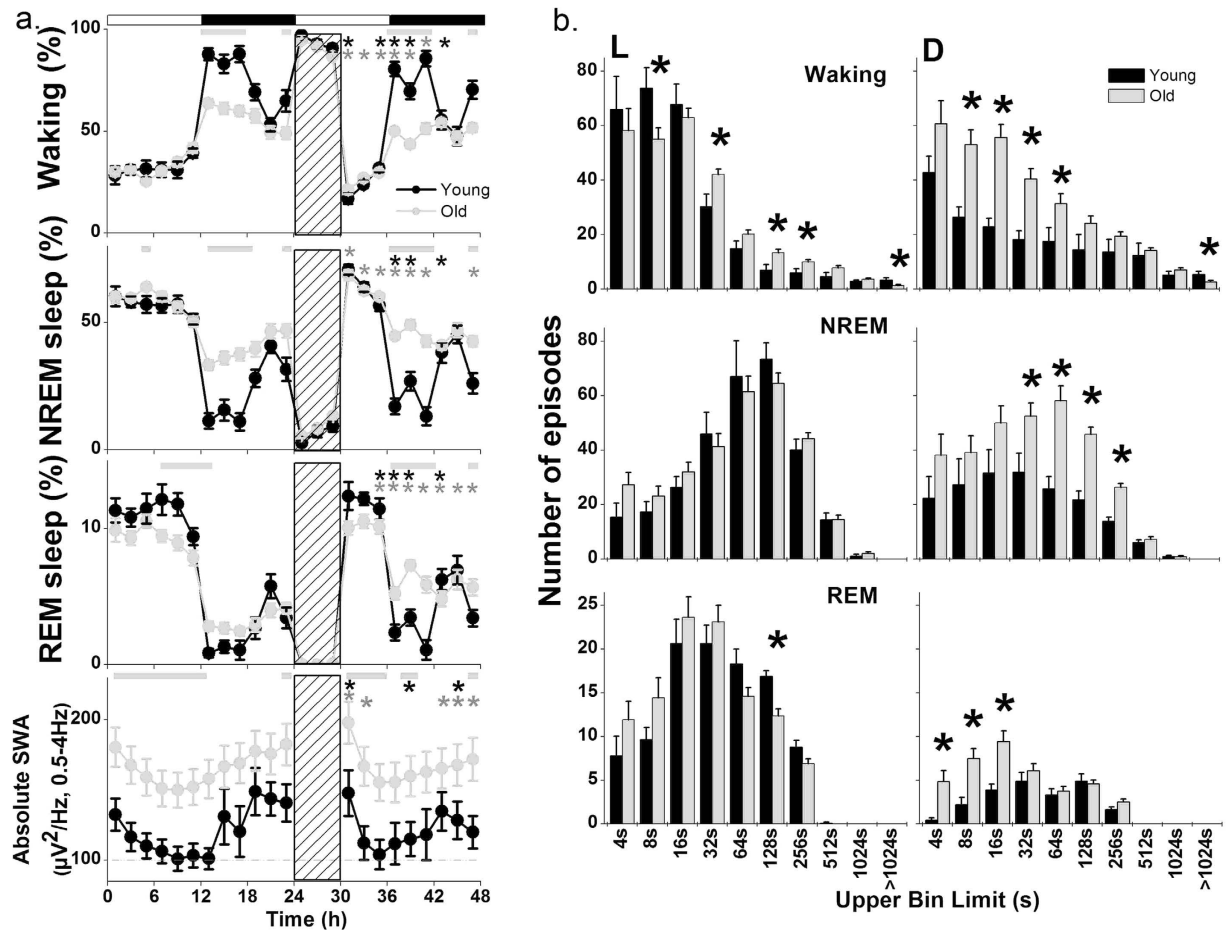 a.
Waking (%)
100
50
0
* * * * *
* * * * * *
Young
Old
NREM sleep (%)
50
0
* * * *
* * * * * * *
REM sleep (%)
10
0
* * * *
* * * * * * *
Absolute SWA
(µV²/Hz, 0.5-4Hz)
200
100
* * *
* * * * *
0 6 12 18 24 30 36 42 48
Time (h)
b.
Number of episodes
L
Waking
D
Young
Old
80
60
40
20
0
* * * * *
* * * * * *
NREM
100
80
60
40
20
0
* * * *
REM
25
20
15
10
5
0
*
* * *
4s 8s 16s 32s 64s 128s 256s 512s 1024s >1024s
4s 8s 16s 32s 64s 128s 256s 512s 1024s >1024s
Upper Bin Limit (s)